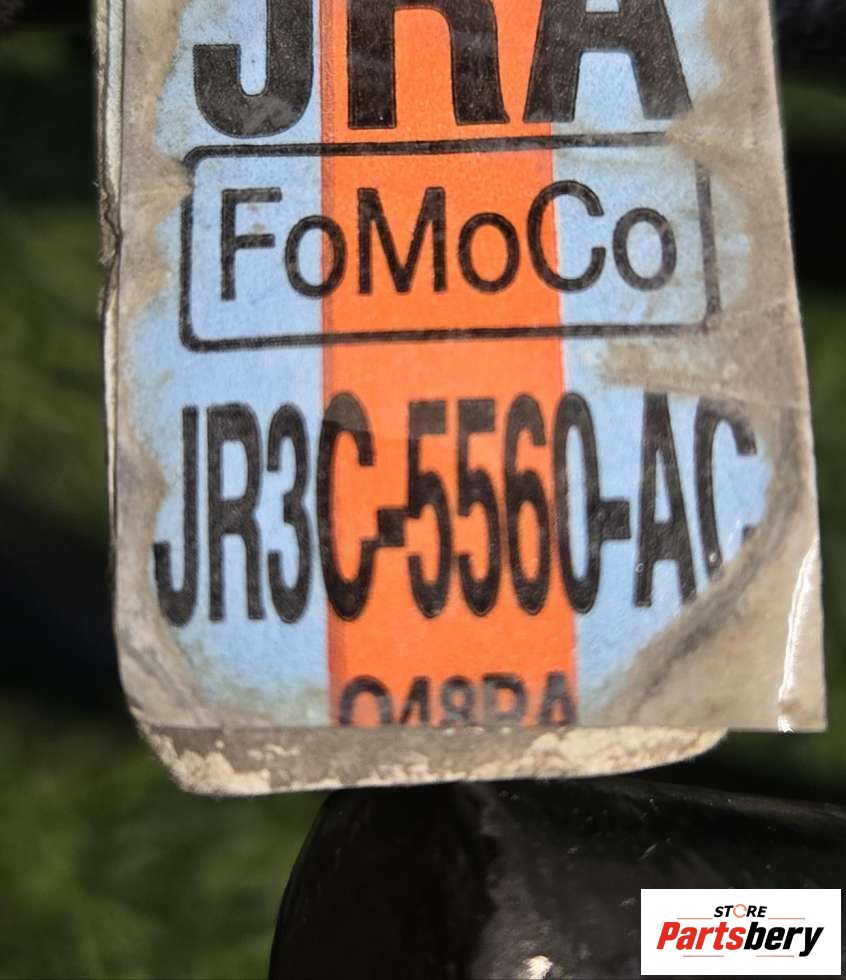 JRA
FoMoCo
JR3C-5560-AC
STORE
Partsbery